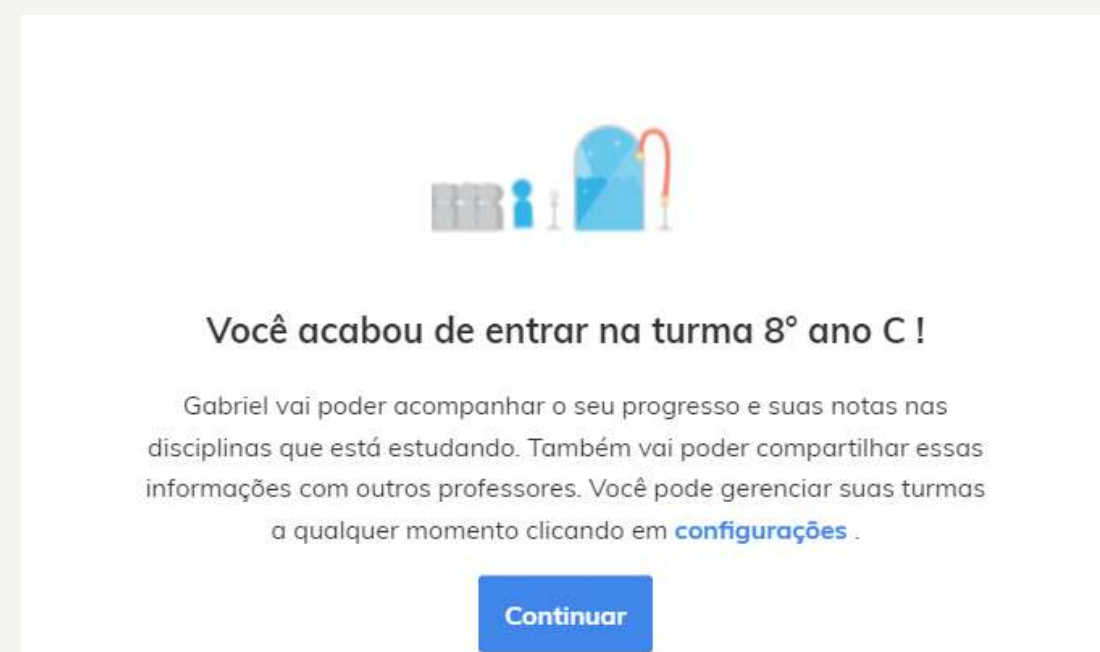 Você acabou de entrar na turma 8° ano C !
Gabriel vai poder acompanhar o seu progresso e suas notas nas
disciplinas que está estudando. Também vai poder compartilhar essas
informações com outros professores. Você pode gerenciar suas turmas
a qualquer momento clicando em configurações .
Continuar